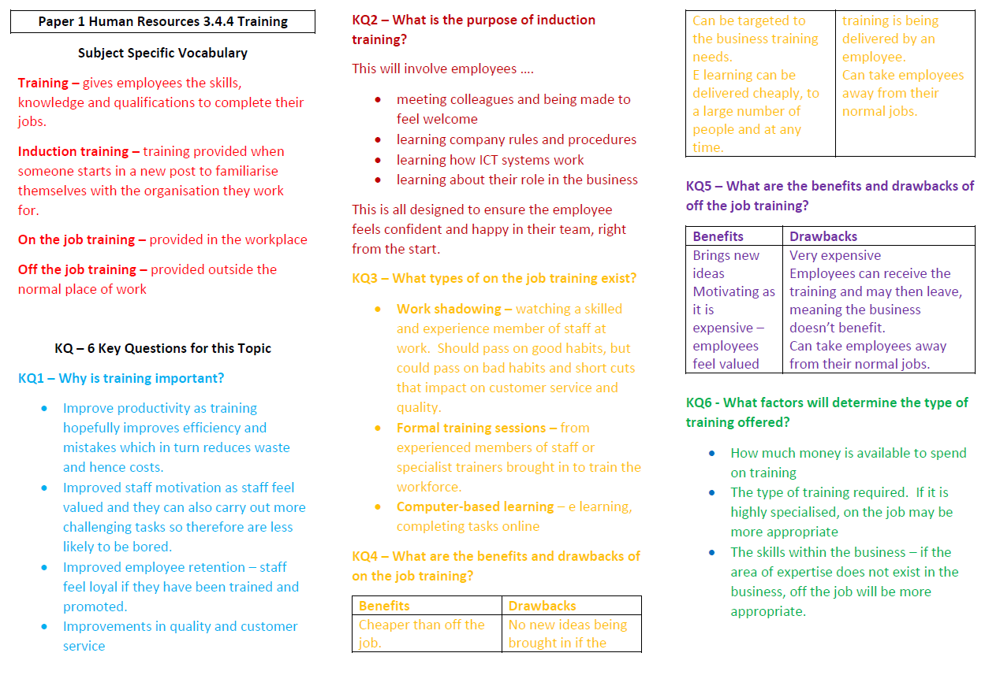 Paper 1 Human Resources 3.4.4 Training
Subject Specific Vocabulary
Training – gives employees the skills,
knowledge and qualifications to complete their
jobs.
Induction training – training provided when
someone starts in a new post to familiarise
themselves with the organisation they work
for.
On the job training – provided in the workplace
Off the job training – provided outside the
normal place of work
KQ – 6 Key Questions for this Topic
KQ1 – Why is training important?
• Improve productivity as training
hopefully improves efficiency and
mistakes which in turn reduces waste
and hence costs.
• Improved staff motivation as staff feel
valued and they can also carry out more
challenging tasks so therefore are less
likely to be bored.
• Improved employee retention – staff
feel loyal if they have been trained and
promoted.
• Improvements in quality and customer
service
KQ2 – What is the purpose of induction
training?
This will involve employees ….
• meeting colleagues and being made to
feel welcome
• learning company rules and procedures
• learning how ICT systems work
• learning about their role in the business
This is all designed to ensure the employee
feels confident and happy in their team, right
from the start.
KQ3 – What types of on the job training exist?
• Work shadowing – watching a skilled
and experience member of staff at
work.  Should pass on good habits, but
could pass on bad habits and short cuts
that impact on customer service and
quality.
• Formal training sessions – from
experienced members of staff or
specialist trainers brought in to train the
workforce.
• Computer-based learning – e learning,
completing tasks online
KQ4 – What are the benefits and drawbacks of
on the job training?
Benefits
Cheaper than off the
job.
Drawbacks
No new ideas being
brought in if the
Can be targeted to
the business training
needs.
E learning can be
delivered cheaply, to
a large number of
people and at any
time.
training is being
delivered by an
employee.
Can take employees
away from their
normal jobs.
KQ5 – What are the benefits and drawbacks of
off the job training?
Benefits
Brings new
ideas
Motivating as
it is
expensive –
employees
feel valued
Drawbacks
Very expensive
Employees can receive the
training and may then leave,
meaning the business
doesn’t benefit.
Can take employees away
from their normal jobs.
KQ6 - What factors will determine the type of
training offered?
• How much money is available to spend
on training
• The type of training required.  If it is
highly specialised, on the job may be
more appropriate
• The skills within the business – if the
area of expertise does not exist in the
business, off the job will be more
appropriate.